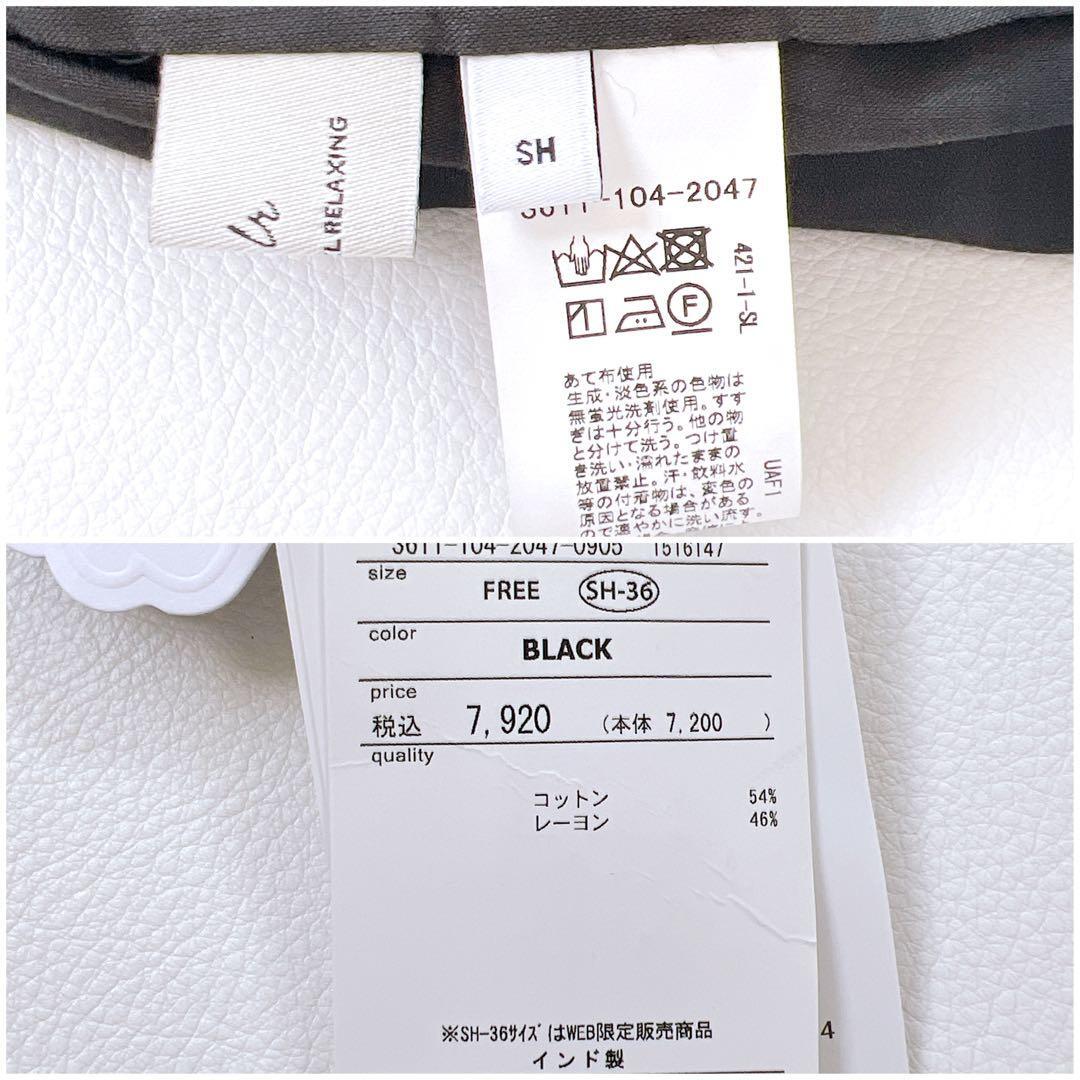 lr.
L RELAXING
SH
3611-104-2047
F
421-1-SL
UAF1
あて布使用
生成・淡色系の色物は
無蛍光洗剤使用。すす
ぎは十分行う。他の物
と分けて洗う。つけ置
き洗い・濡れたままの
放置禁止。汗・飲料水
等の付着物は、変色の
原因となる場合がある
ので速やかに洗い流す。
3611-104-2047-0905 1516147
size
FREE SH-36
color
BLACK
price
税込 7,920 (本体 7,200 )
quality
コットン 54%
レーヨン 46%
※SH-36サイズはWEB限定販売商品
インド製
4